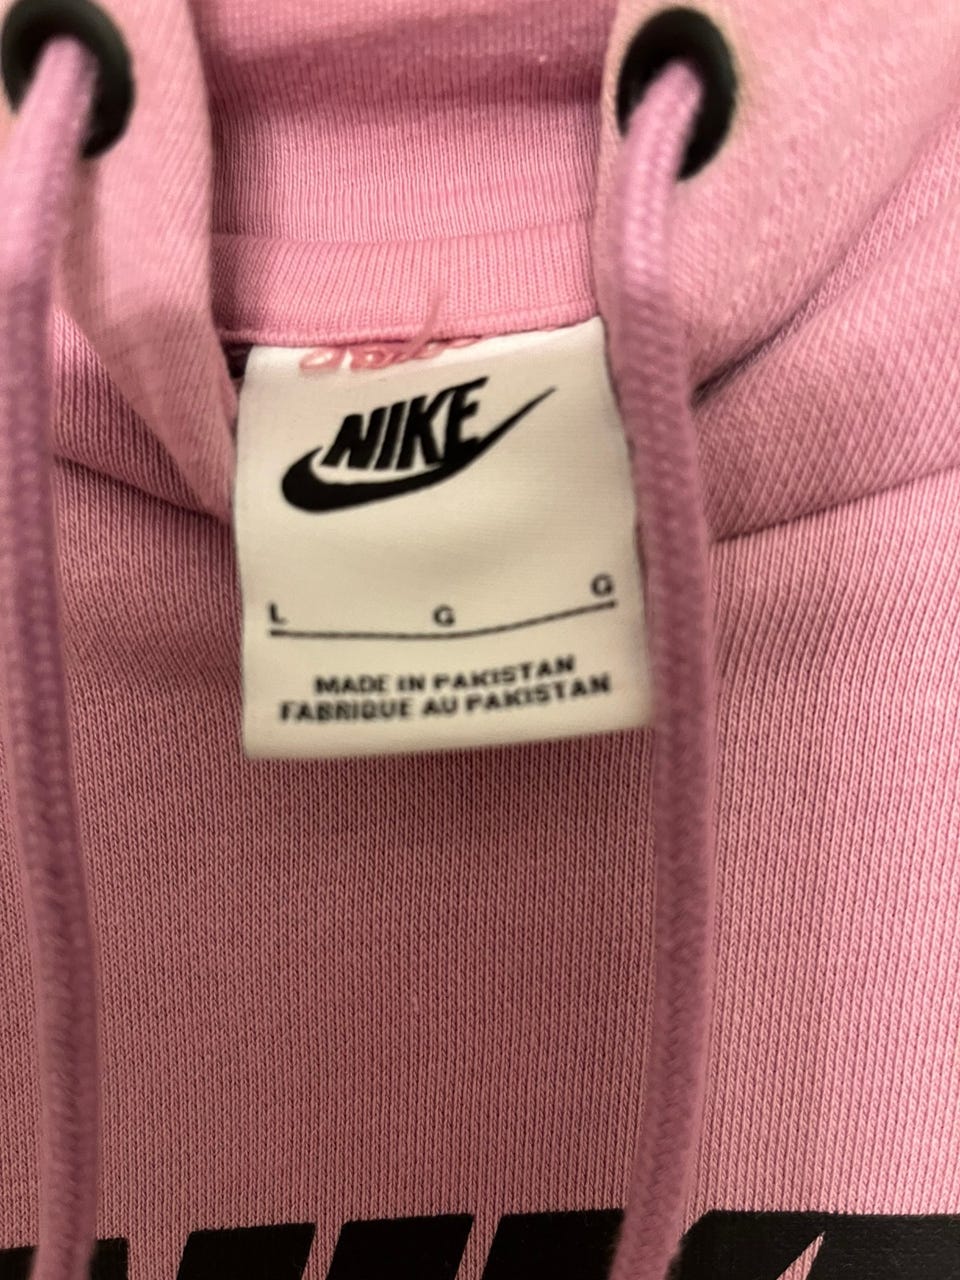 NIKE
L G G
MADE IN PAKISTAN
FABRIQUE AU PAKISTAN